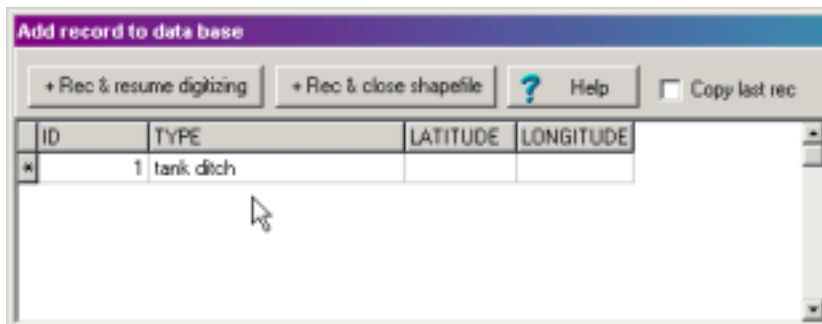 Add record to data base
+ Rec & resume digitizing + Rec & close shapefile ? Help Copy last rec
ID TYPE LATITUDE LONGITUDE
* 1 tank ditch